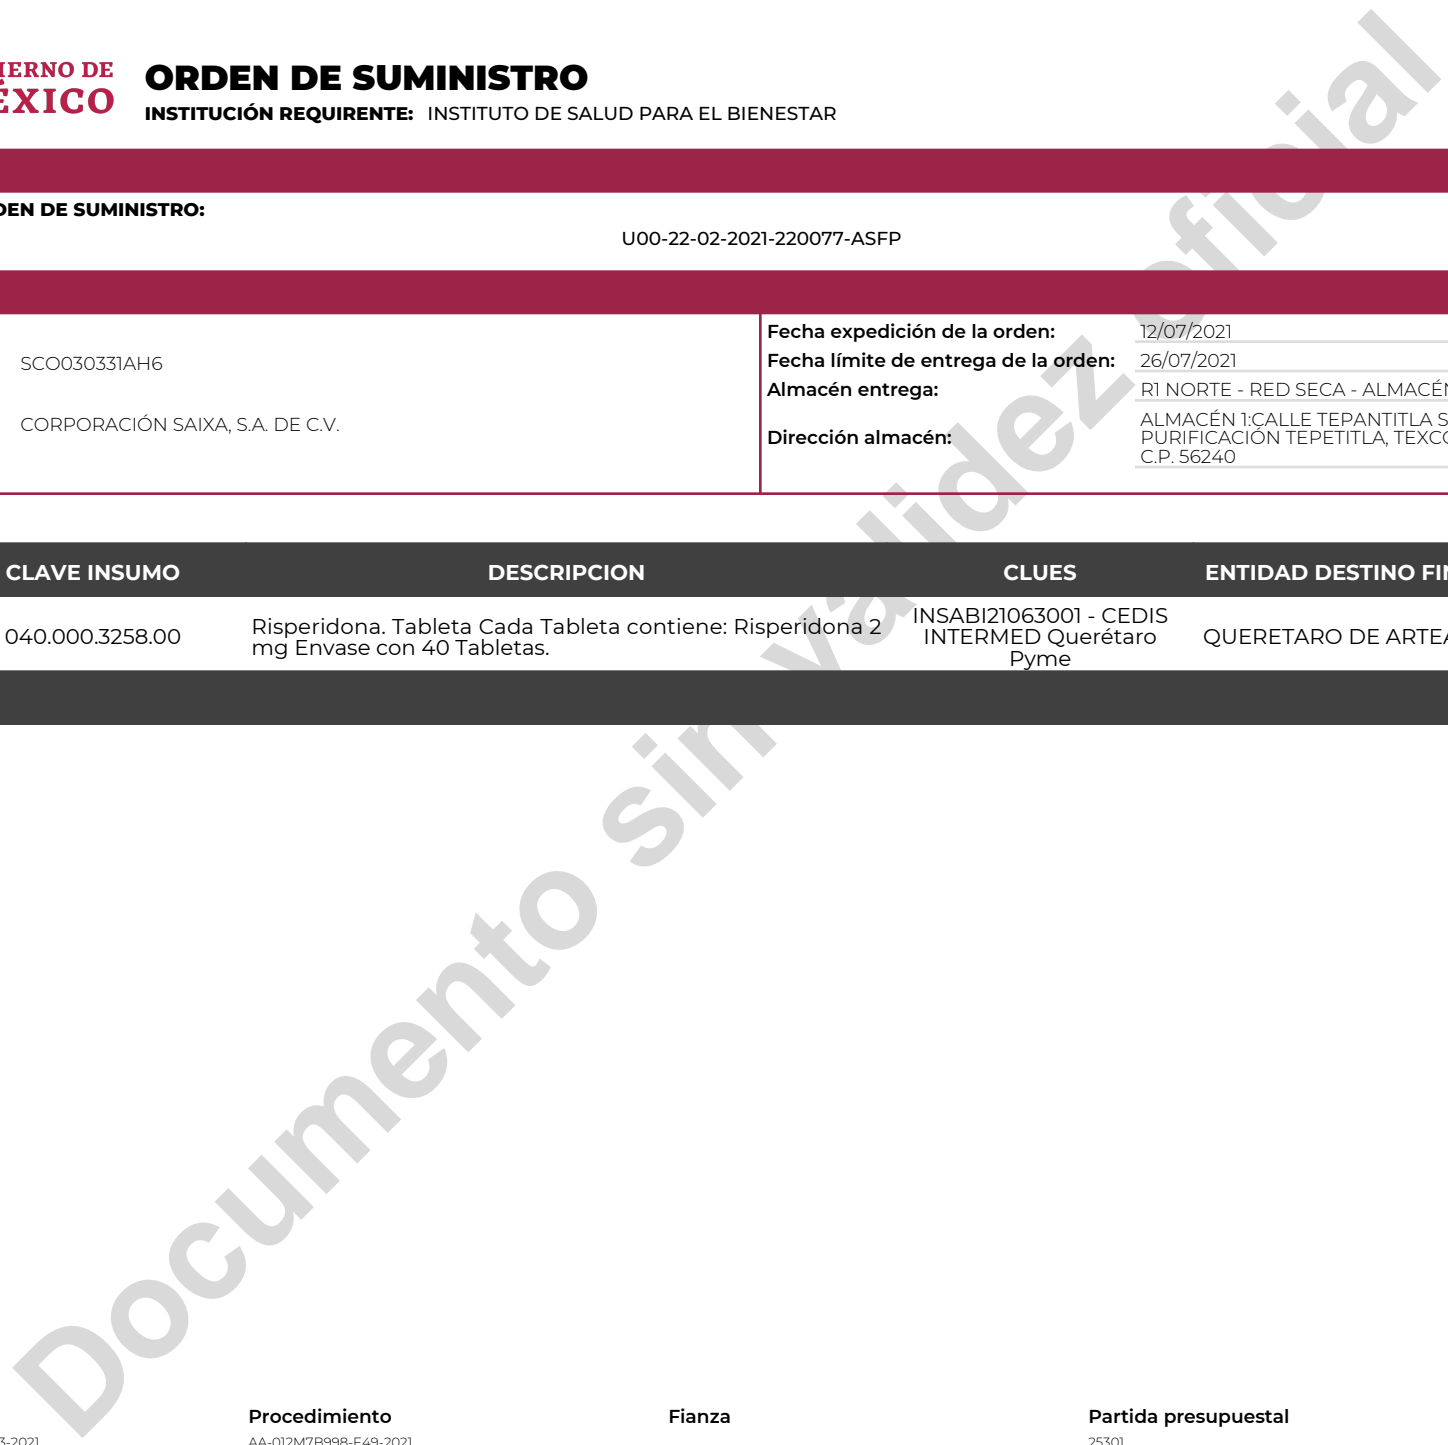 IERNO DE
ÉXICO
ORDEN DE SUMINISTRO
INSTITUCIÓN REQUIRENTE: INSTITUTO DE SALUD PARA EL BIENESTAR
DEN DE SUMINISTRO:
U00-22-02-2021-220077-ASFP
SCO030331AH6
CORPORACIÓN SAIXA, S.A. DE C.V.
Fecha expedición de la orden: 12/07/2021
Fecha límite de entrega de la orden: 26/07/2021
Almacén entrega: R1 NORTE - RED SECA - ALMACÉN
Dirección almacén:
ALMACÉN 1:CALLE TEPANTITLA S
PURIFICACIÓN TEPETITLA, TEXCO
C.P. 56240
CLAVE INSUMO DESCRIPCION CLUES ENTIDAD DESTINO FIN
040.000.3258.00
Risperidona. Tableta Cada Tableta contiene: Risperidona 2
mg Envase con 40 Tabletas.
INSABI21063001 - CEDIS
INTERMED Querétaro
Pyme
QUERETARO DE ARTEA
Documento sin validez oficial
Procedimiento Fianza Partida presupuestal
3-2021 AA-012M7B998-E49-2021 25301